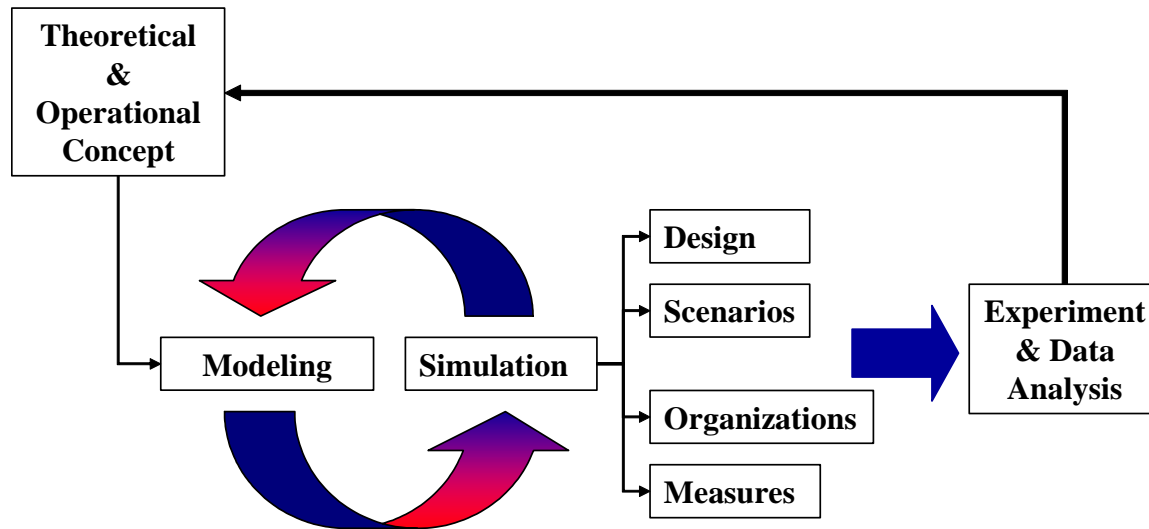 Theoretical
&
Operational
Concept
Design
Scenarios
Modeling
Simulation
Organizations
Measures
Experiment
& Data
Analysis